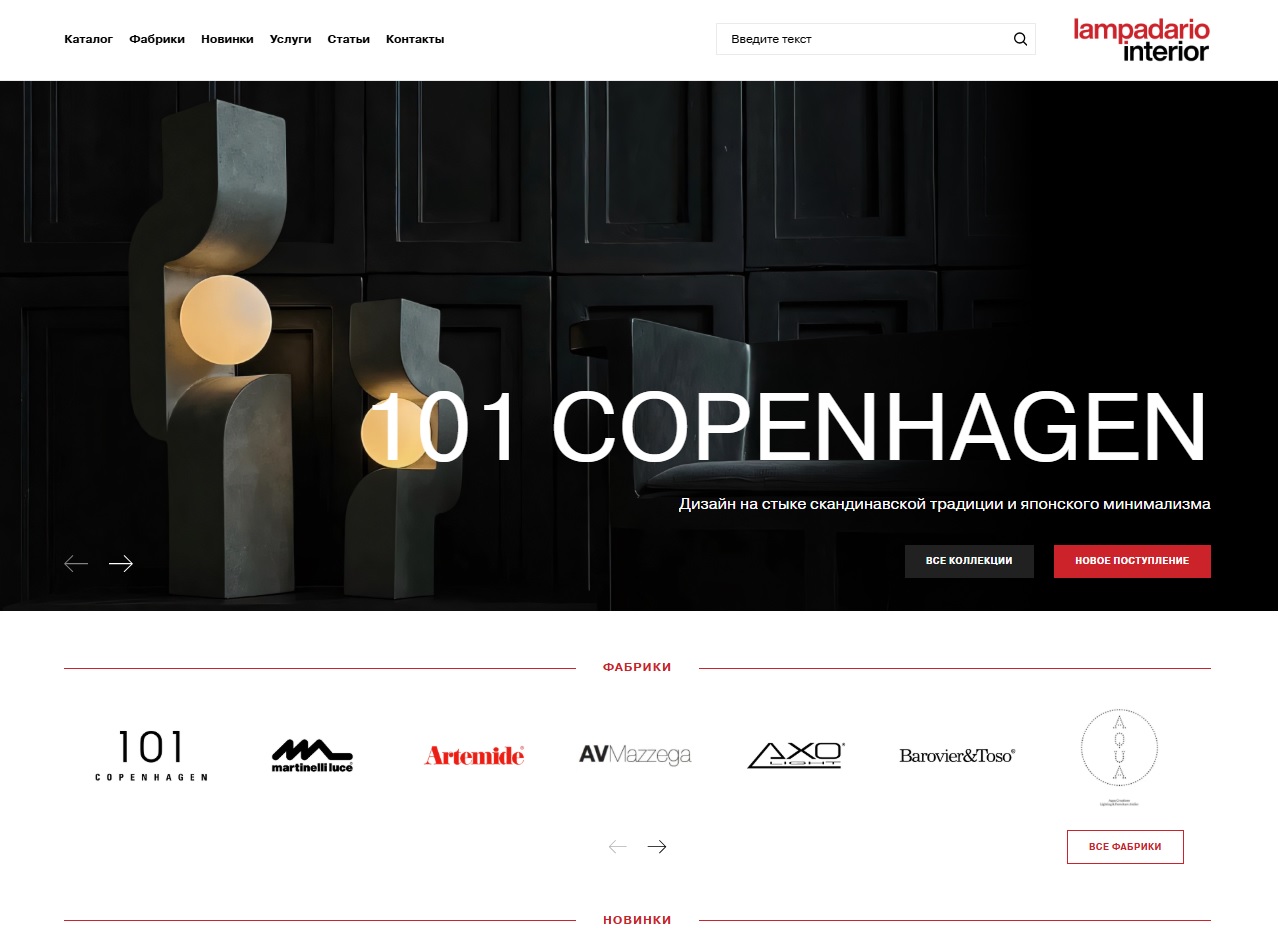 Каталог Фабрики Новинки Услуги Статьи Контакты
Введите текст
lampadario
interior
101 COPENHAGEN
Дизайн на стыке скандинавской традиции и японского минимализма
ВСЕ КОЛЛЕКЦИИ
НОВОЕ ПОСТУПЛЕНИЕ
ФАБРИКИ
101
COPENHAGEN
martinelli luce
Artemide®
AVMazzega
AXO®
LIGHT
Barovier&Toso®
AQUA
ВСЕ ФАБРИКИ
НОВИНКИ